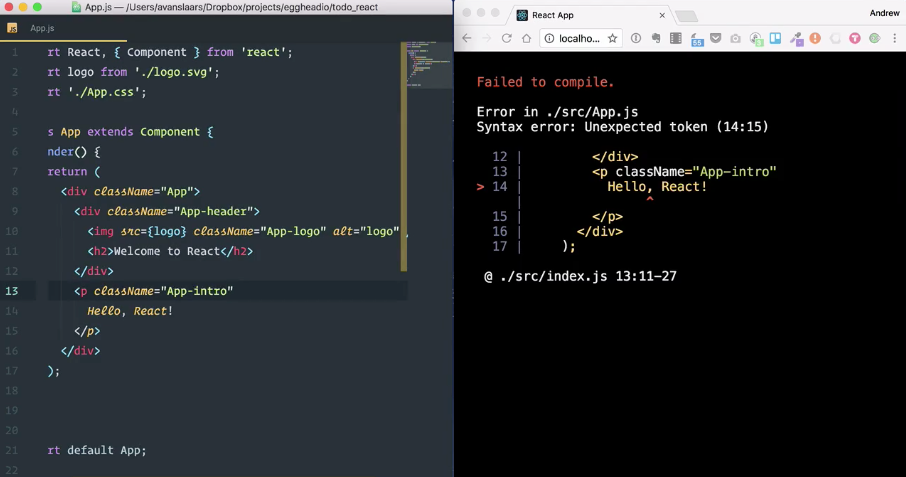 App.js — /Users/avanslaars/Dropbox/projects/eggheadio/todo_react
JS App.js
1 rt React, { Component } from 'react';
2 rt logo from './logo.svg';
3 rt './App.css';
4
5 s App extends Component {
6 nder() {
7 return (
8 <div className="App">
9 <div className="App-header">
10 <img src={logo} className="App-logo" alt="logo"
11 <h2>Welcome to React</h2>
12 </div>
13 <p className="App-intro"
14 Hello, React!
15 </p>
16 </div>
17 );
18
19
20
21 rt default App;
22
React App
Andrew
localho...
58
Failed to compile.
Error in ./src/App.js
Syntax error: Unexpected token (14:15)
12 | </div>
13 | <p className="App-intro"
> 14 | Hello, React!
| ^
15 | </p>
16 | </div>
17 | );
@ ./src/index.js 13:11-27